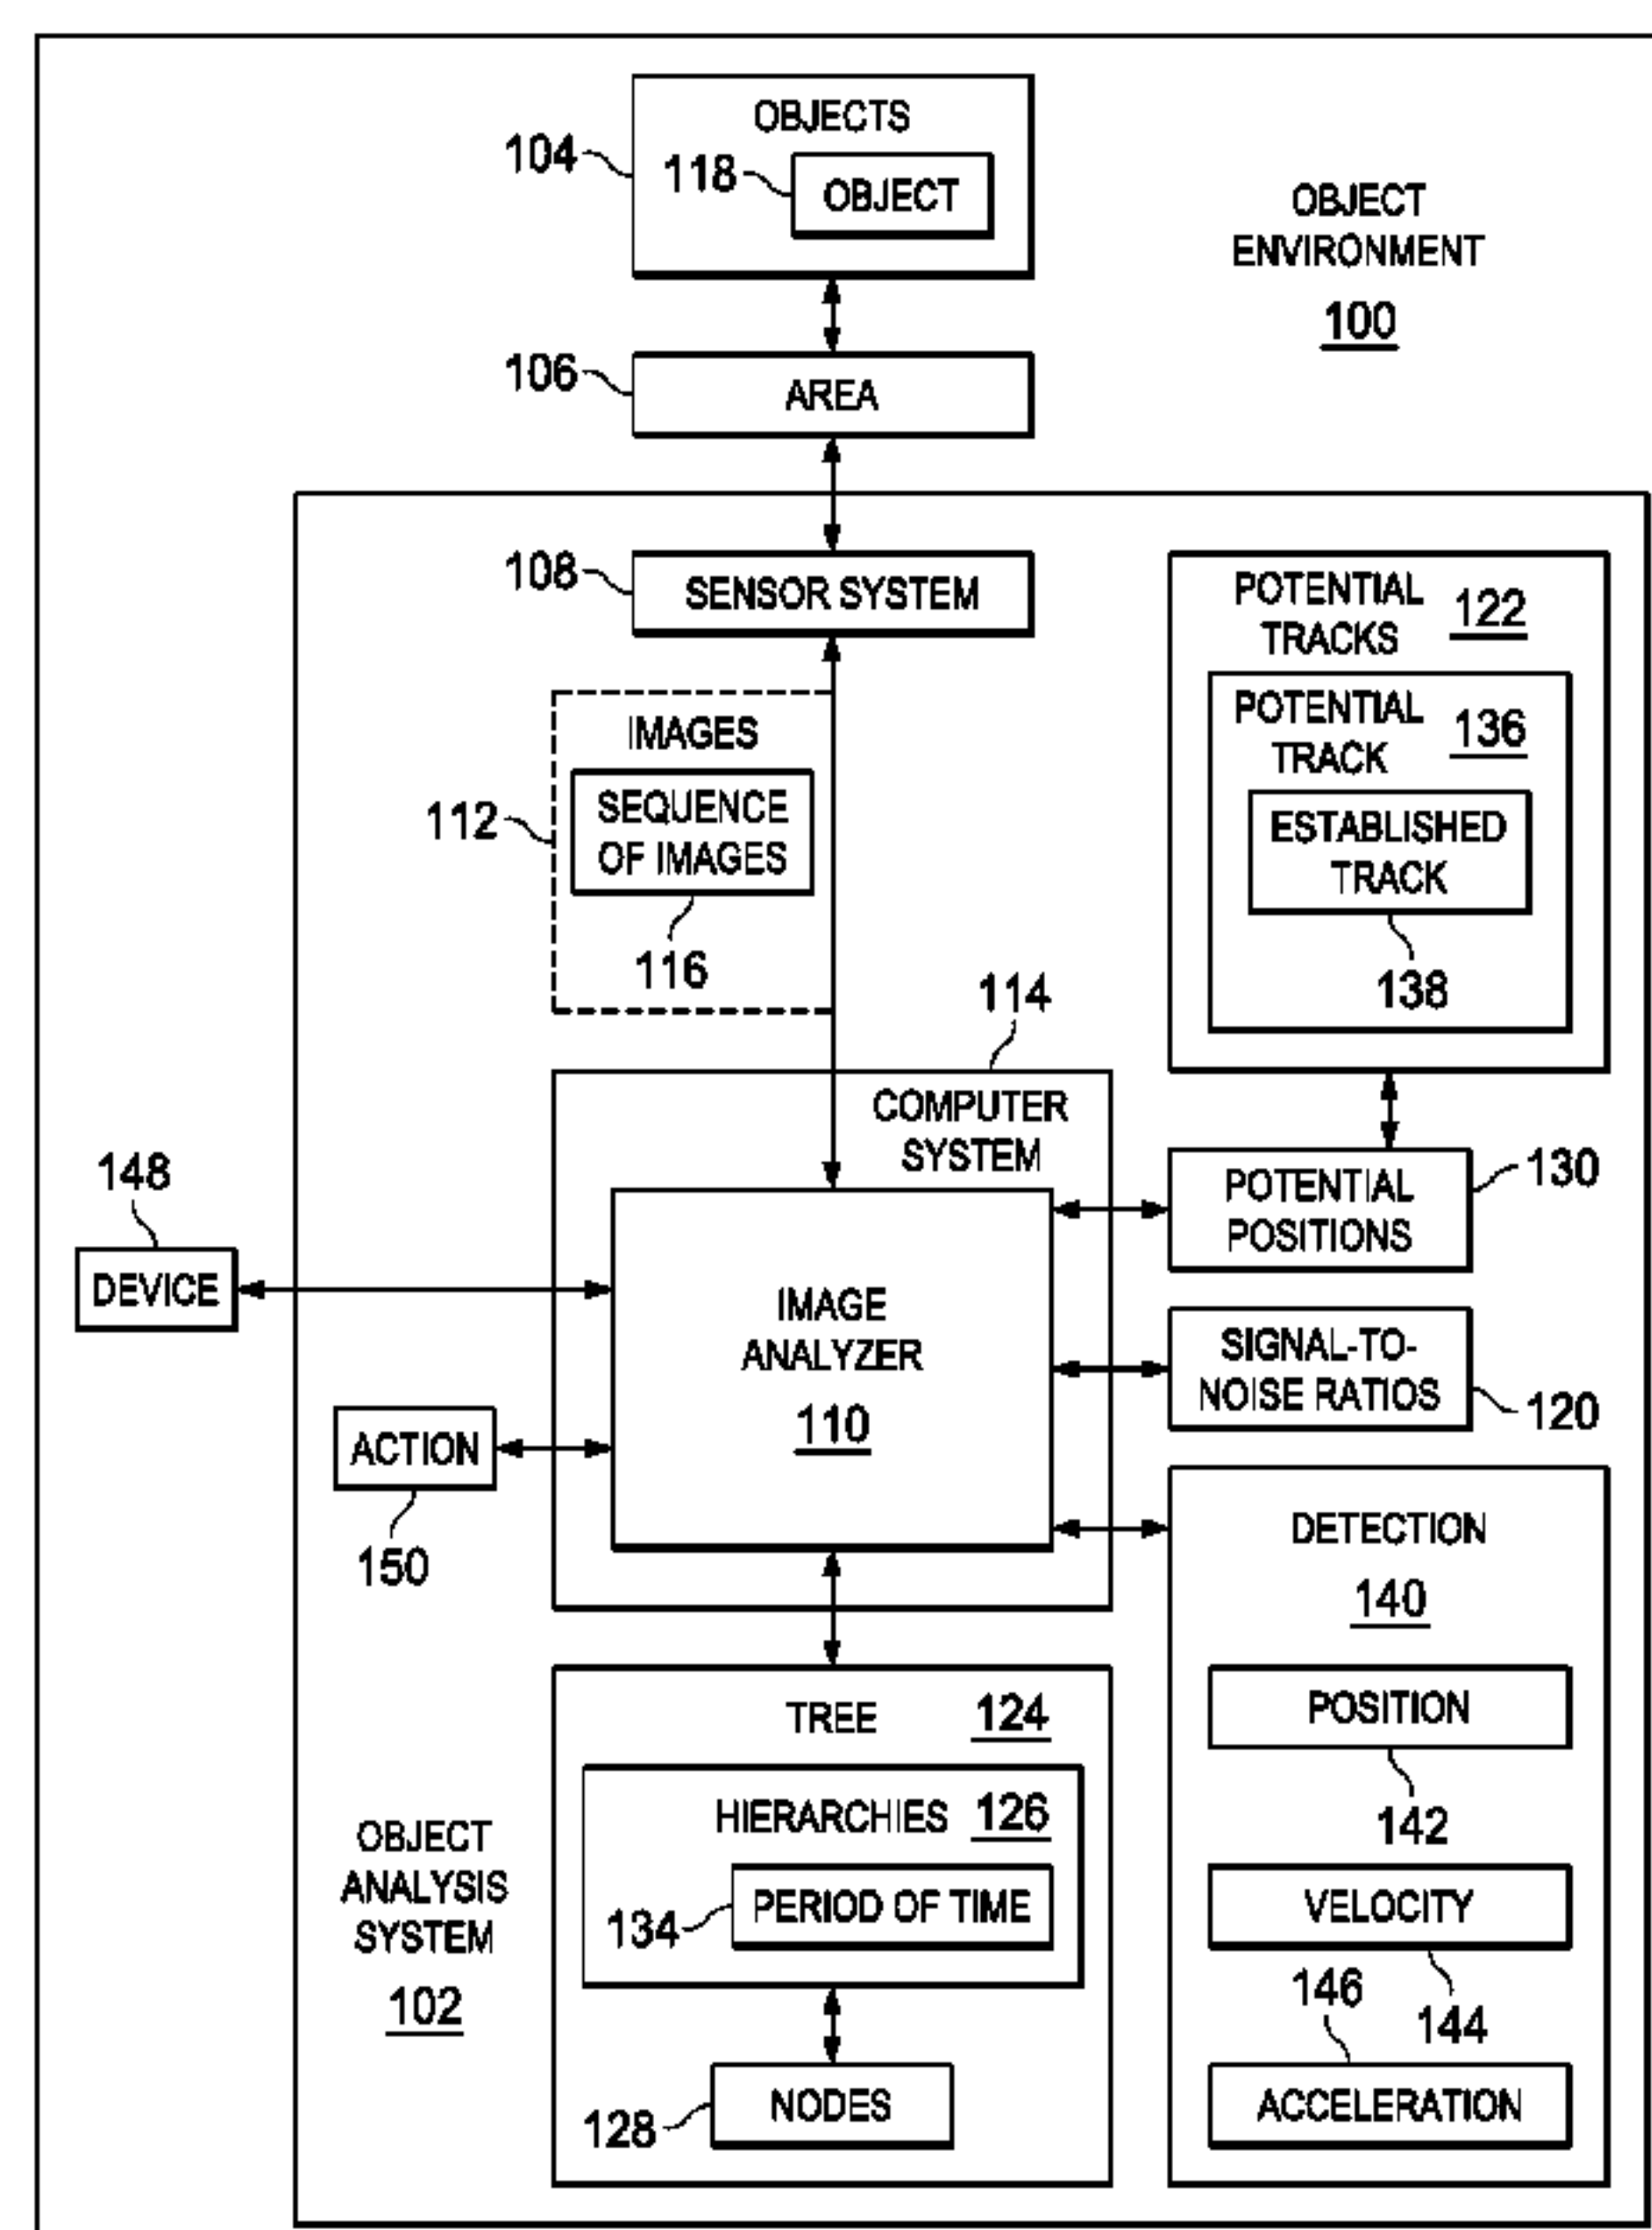 OBJECTS
104
118
OBJECT
OBJECT
ENVIRONMENT
100
106
AREA
108
SENSOR SYSTEM
POTENTIAL
TRACKS
122
POTENTIAL
TRACK
136
ESTABLISHED
TRACK
138
IMAGES
SEQUENCE
OF IMAGES
112
116
114
COMPUTER
SYSTEM
148
DEVICE
POTENTIAL
POSITIONS
130
IMAGE
ANALYZER
110
SIGNAL-TO-
NOISE RATIOS
120
ACTION
150
DETECTION
140
POSITION
142
VELOCITY
144
146
ACCELERATION
TREE
124
HIERARCHIES
126
PERIOD OF TIME
134
NODES
128
OBJECT
ANALYSIS
SYSTEM
102